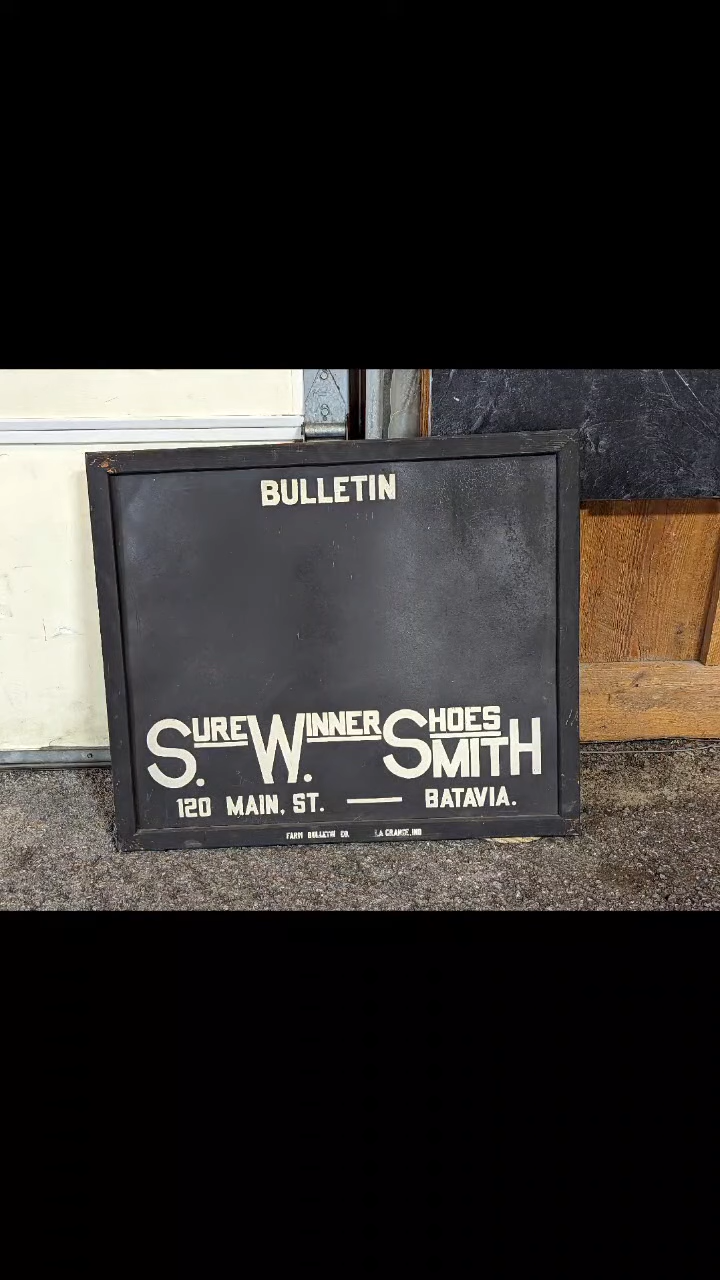 BULLETIN
SURE WINNER SHOES
S. W. SMITH
120 MAIN, ST. — BATAVIA.
FARM BULLETIN CO. LA GRANGE, IND